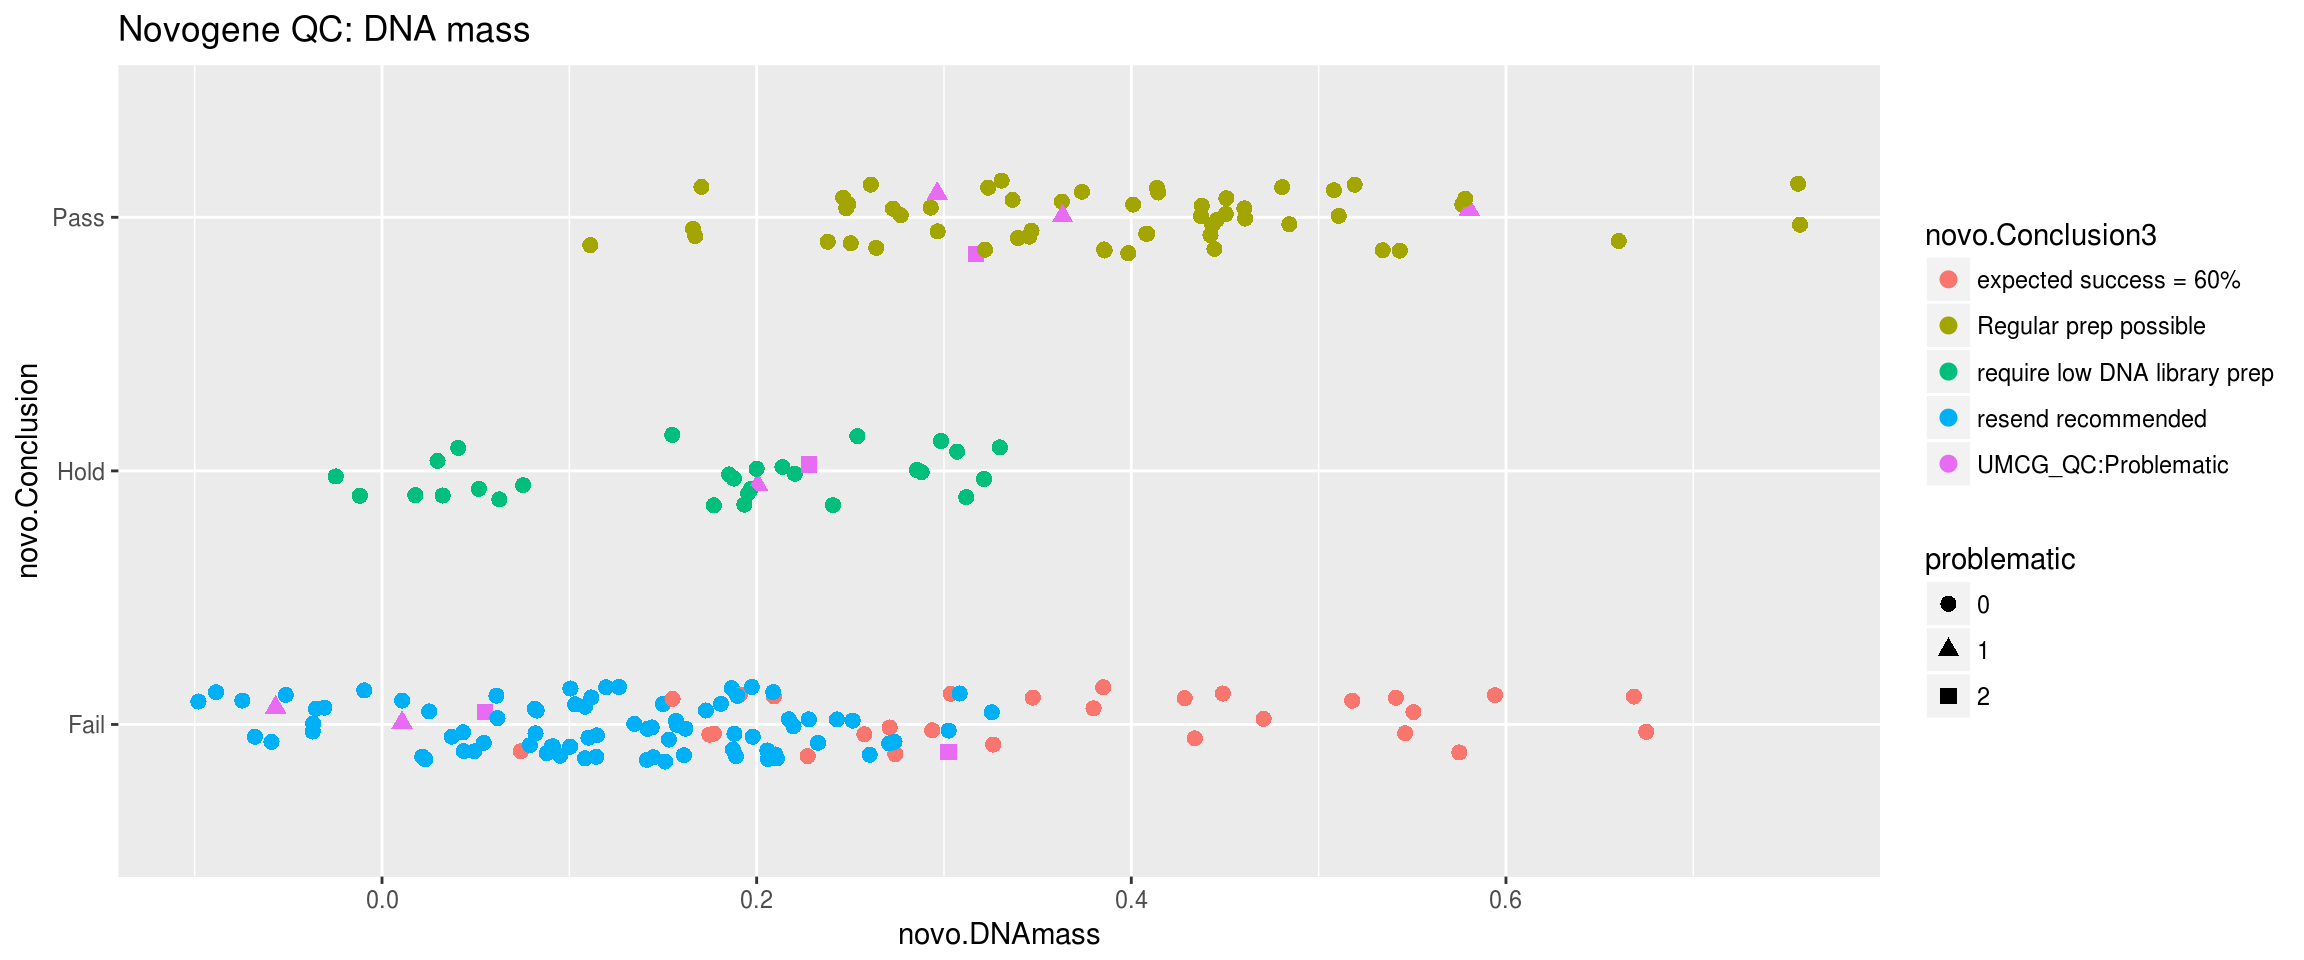 Novogene QC: DNA mass
novo.Conclusion
Pass
Hold
Fail
0.0
0.2
0.4
0.6
novo.DNAmass
novo.Conclusion3
expected success = 60%
Regular prep possible
require low DNA library prep
resend recommended
UMCG_QC:Problematic
problematic
0
1
2